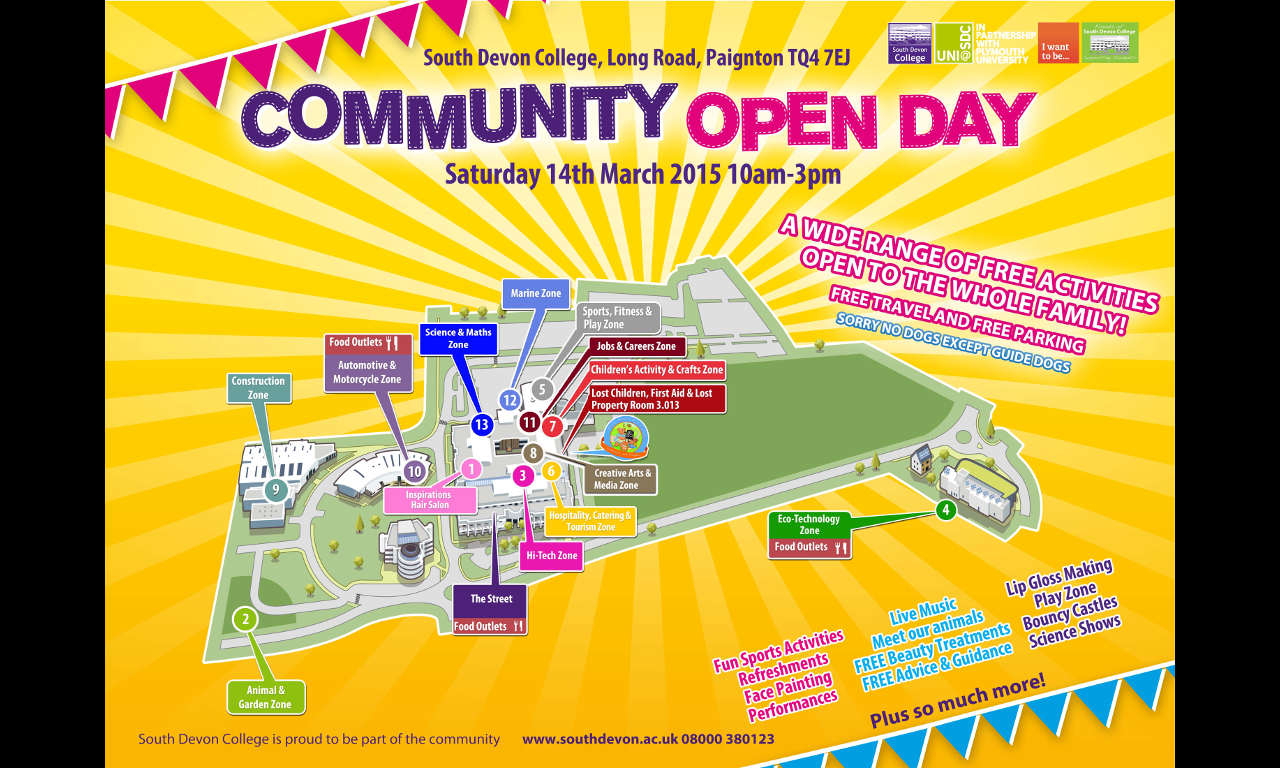 South Devon College, Long Road, Paignton TQ4 7EJ
South Devon
College
UNI@SDC
IN
PARTNERSHIP
WITH
PLYMOUTH
UNIVERSITY
I want
to be...
Friends of
South Devon College
Supporting Students
COMMUNITY OPEN DAY
Saturday 14th March 2015 10am-3pm
A WIDE RANGE OF FREE ACTIVITIES
OPEN TO THE WHOLE FAMILY!
FREE TRAVEL AND FREE PARKING
SORRY NO DOGS EXCEPT GUIDE DOGS
Marine Zone
Sports, Fitness &
Play Zone
Science & Maths
Zone
Jobs & Careers Zone
Food Outlets
Automotive &
Motorcycle Zone
Children's Activity & Crafts Zone
Construction
Zone
Lost Children, First Aid & Lost
Property Room 3.013
5
12
11
7
13
8
10
1
3
6
9
Creative Arts &
Media Zone
Inspirations
Hair Salon
Hospitality, Catering &
Tourism Zone
4
Eco-Technology
Zone
Food Outlets
Hi-Tech Zone
The Street
Food Outlets
2
Animal &
Garden Zone
Fun Sports Activities
Refreshments
Face Painting
Performances
Live Music
Meet our animals
FREE Beauty Treatments
FREE Advice & Guidance
Lip Gloss Making
Play Zone
Bouncy Castles
Science Shows
Plus so much more!
South Devon College is proud to be part of the community
www.southdevon.ac.uk 08000 380123